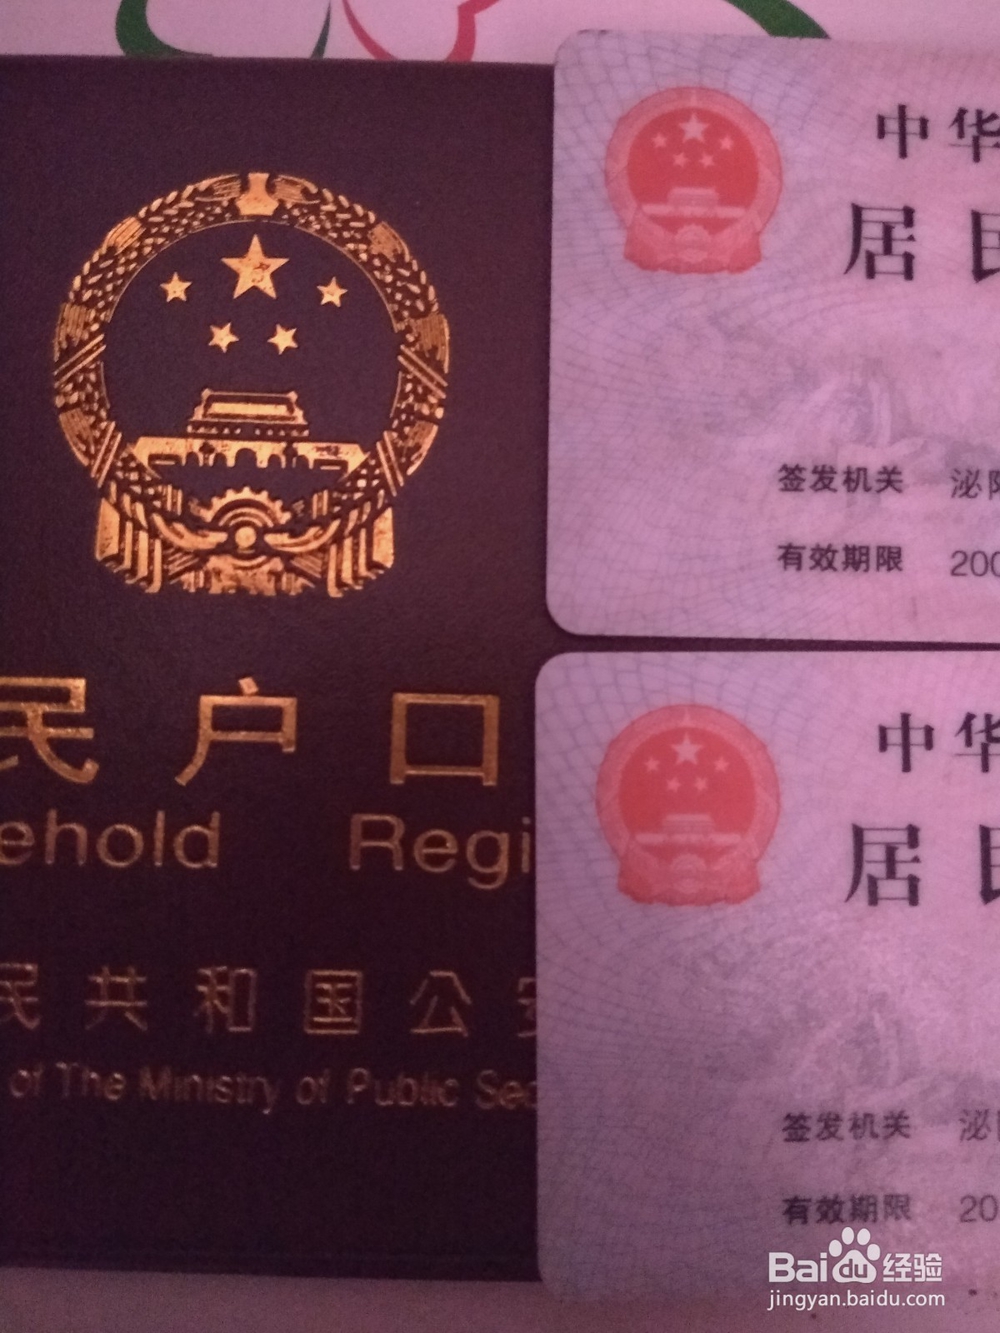 民户口
ehold Regi
民共和国公安
of The Ministry of Public Sec
中华
居民
签发机关 泌阳
有效期限 200
中华
居民
签发机关 泌
有效期限 20
Baidu经验
jingyan.baidu.com